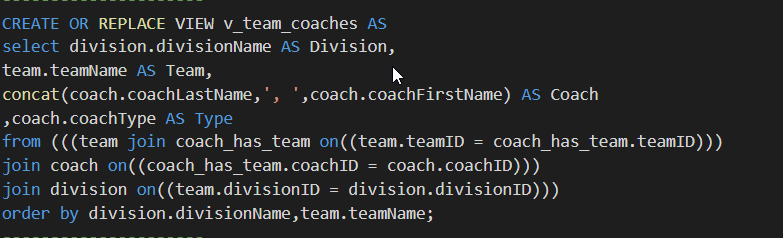 CREATE OR REPLACE VIEW v_team_coaches AS
select division.divisionName AS Division,
team.teamName AS Team,
concat(coach.coachLastName,', ',coach.coachFirstName) AS Coach
,coach.coachType AS Type
from (((team join coach_has_team on((team.teamID = coach_has_team.teamID)))
join coach on((coach_has_team.coachID = coach.coachID)))
join division on((team.divisionID = division.divisionID)))
order by division.divisionName,team.teamName;